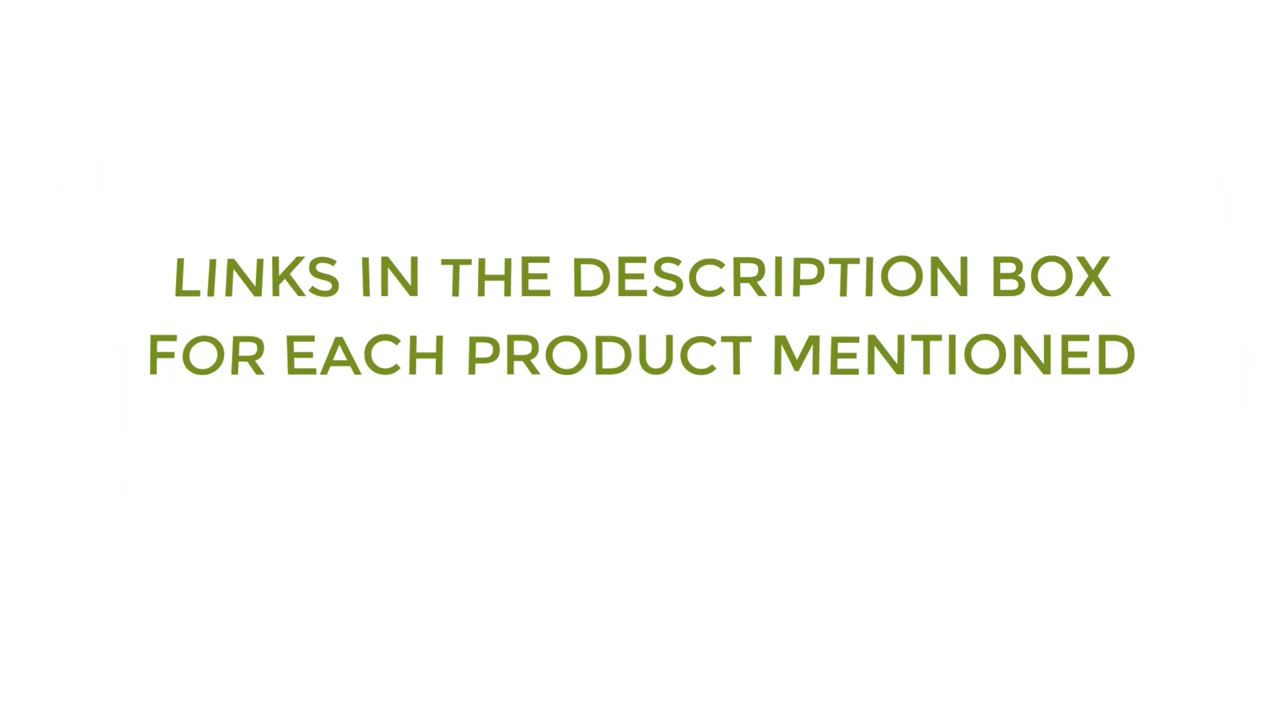 LINKS IN THE DESCRIPTION BOX
FOR EACH PRODUCT MENTIONED